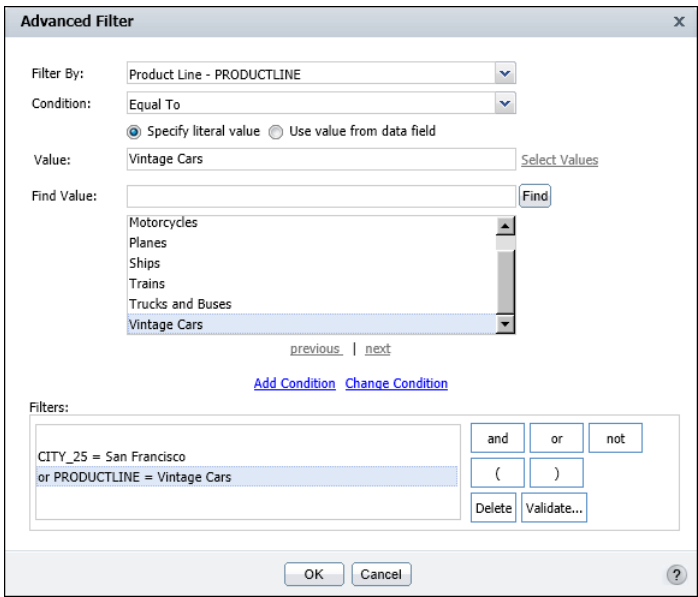 Advanced Filter x
Filter By: Product Line - PRODUCTLINE
Condition: Equal To
Specify literal value Use value from data field
Value: Vintage Cars Select Values
Find Value: Find
Motorcycles
Planes
Ships
Trains
Trucks and Buses
Vintage Cars
previous | next
Add Condition Change Condition
Filters:
and or not
CITY_25 = San Francisco
or PRODUCTLINE = Vintage Cars
( )
Delete Validate...
OK Cancel ?